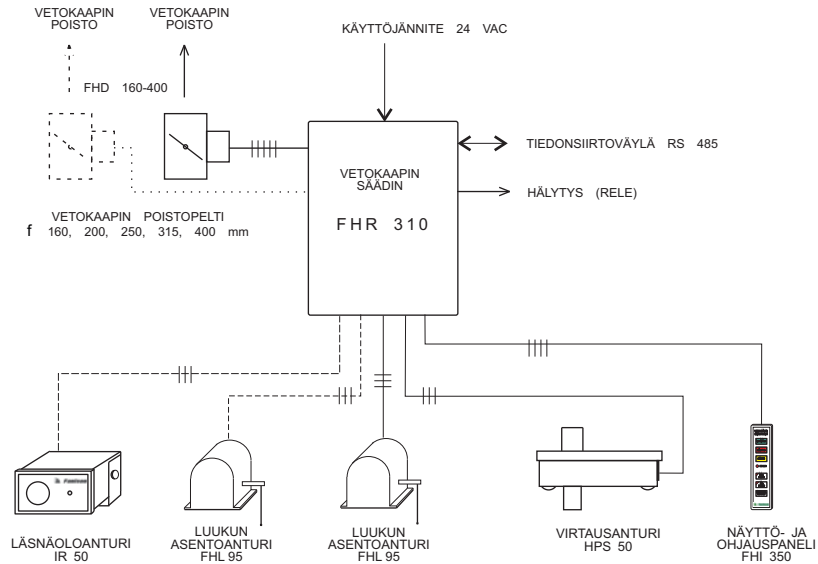 VETOKAAPIN
POISTO
VETOKAAPIN
POISTO
KÄYTTÖJÄNNITE 24 VAC
FHD 160-400
TIEDONSIIRTOVÄYLÄ RS 485
VETOKAAPIN
SÄÄDIN
HÄLYTYS (RELE)
FHR 310
VETOKAAPIN POISTOPELTI
f 160, 200, 250, 315, 400 mm
LÄSNÄOLOANTURI
IR 50
LUUKUN
ASENTOANTURI
FHL 95
LUUKUN
ASENTOANTURI
FHL 95
VIRTAUSANTURI
HPS 50
NÄYTTÖ- JA
OHJAUSPANELI
FHI 350